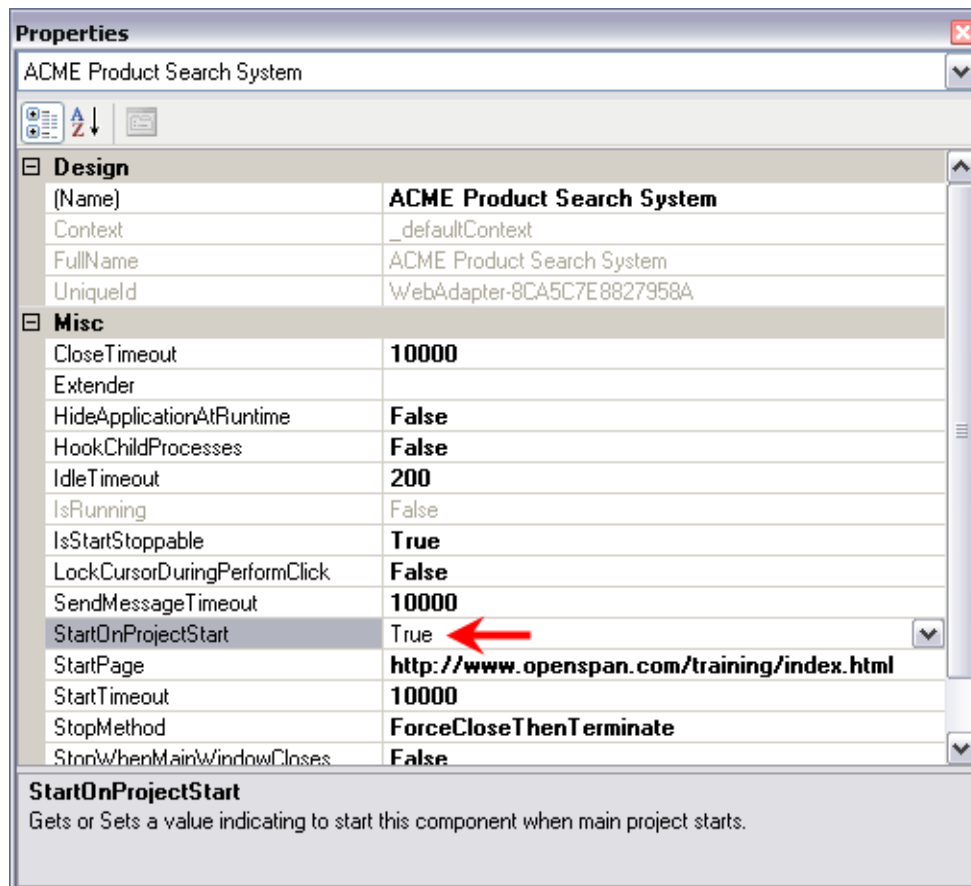 Properties
ACME Product Search System
A
Z
Design
(Name) ACME Product Search System
Context _defaultContext
FullName ACME Product Search System
UniqueId WebAdapter-8CA5C7E8827958A
Misc
CloseTimeout 10000
Extender
HideApplicationAtRuntime False
HookChildProcesses False
IdleTimeout 200
IsRunning False
IsStartStoppable True
LockCursorDuringPerformClick False
SendMessageTimeout 10000
StartOnProjectStart True
StartPage http://www.openspan.com/training/index.html
StartTimeout 10000
StopMethod ForceCloseThenTerminate
StopWhenMainWindowCloses False
StartOnProjectStart
Gets or Sets a value indicating to start this component when main project starts.